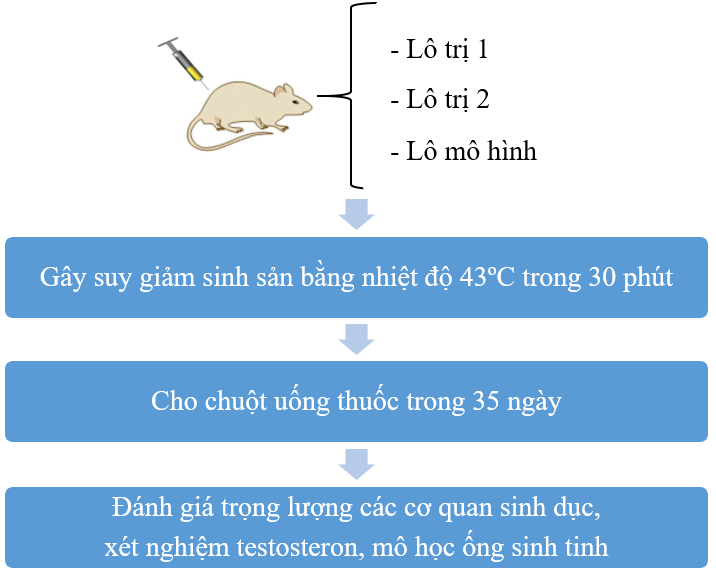 - Lô trị 1
- Lô trị 2
- Lô mô hình
Gây suy giảm sinh sản bằng nhiệt độ 43ºC trong 30 phút
Cho chuột uống thuốc trong 35 ngày
Đánh giá trọng lượng các cơ quan sinh dục,
xét nghiệm testosteron, mô học ống sinh tinh